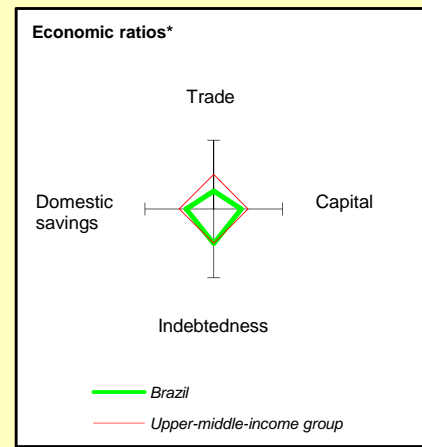 Economic ratios*
Trade
Domestic
savings
Capital
Indebtedness
Brazil
Upper-middle-income group